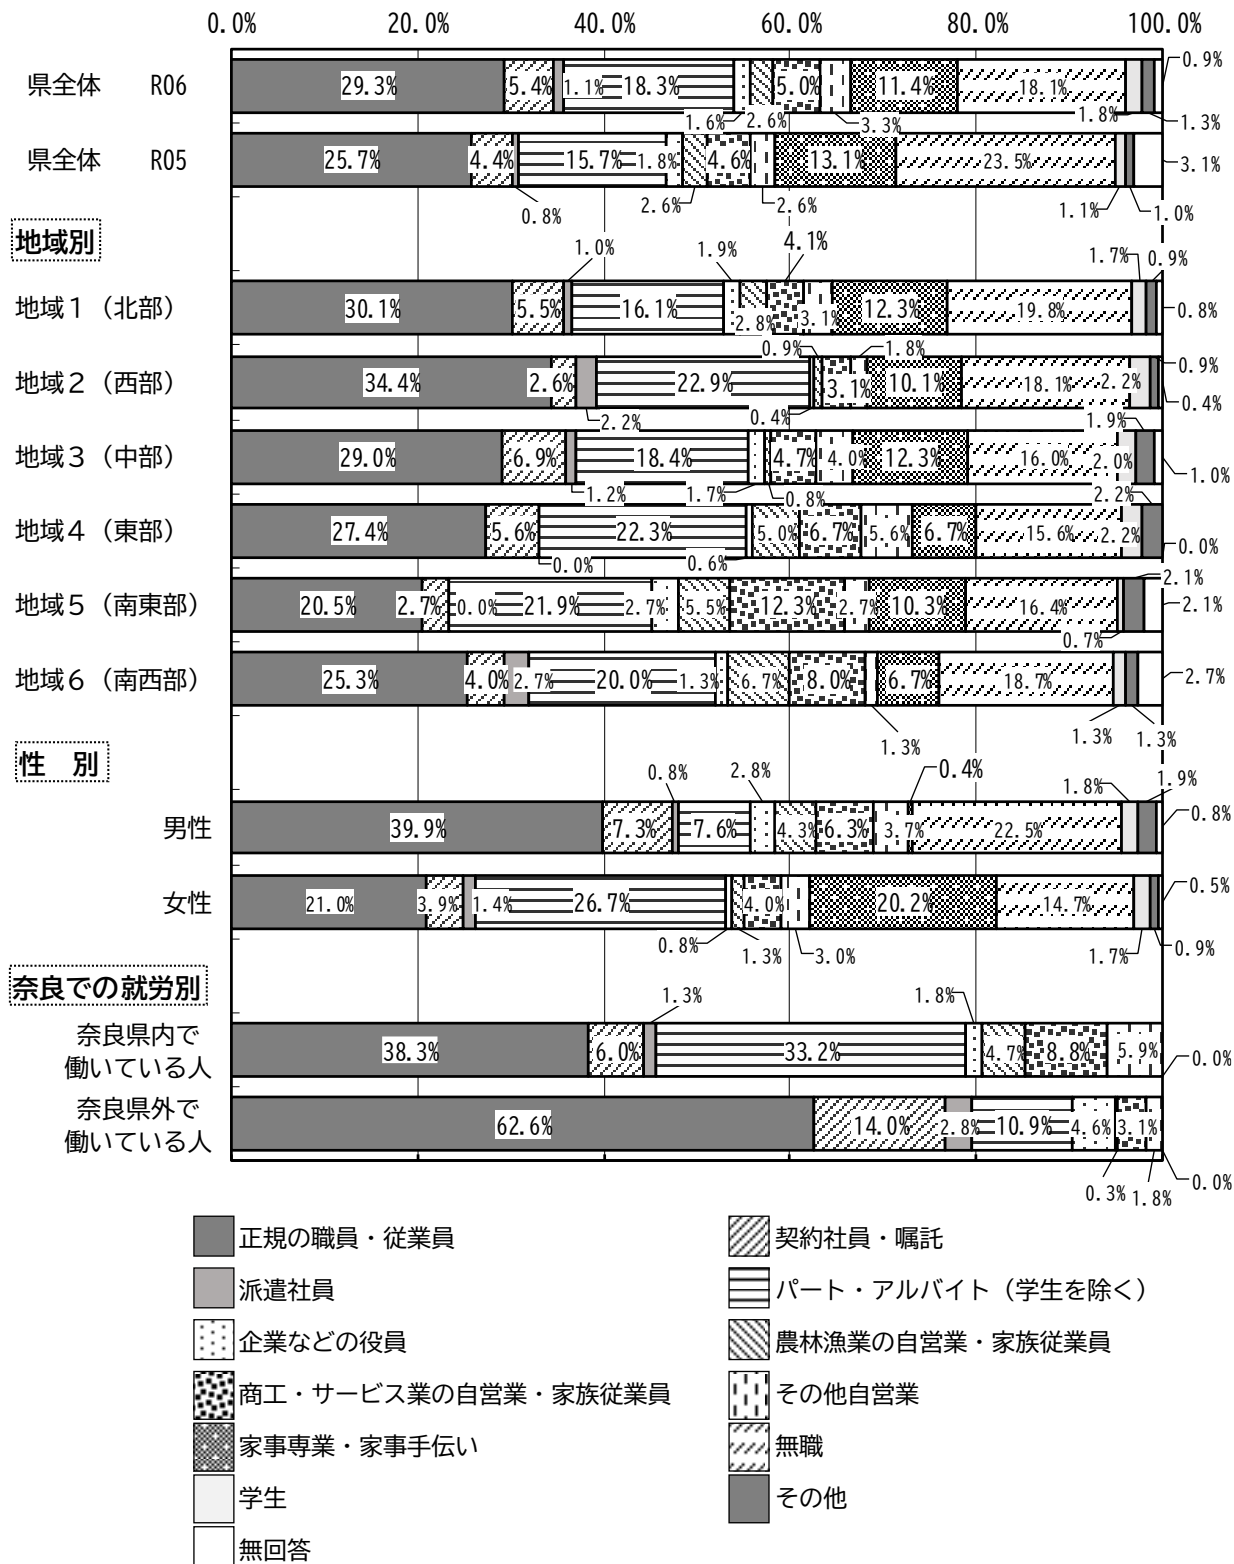 0.0% 20.0% 40.0% 60.0% 80.0% 100.0%
県全体 R06 29.3% 5.4% 1.1% 18.3% 5.0% 11.4% 18.1% 0.9%
1.6% 2.6% 3.3% 1.8% 1.3%
県全体 R05 25.7% 4.4% 15.7% 1.8% 4.6% 13.1% 23.5% 3.1%
0.8% 2.6% 2.6% 1.1% 1.0%
地域別
1.0% 1.9% 4.1% 1.7% 0.9%
地域1（北部） 30.1% 5.5% 16.1% 2.8% 3.1% 12.3% 19.8% 0.8%
0.9% 1.8%
地域2（西部） 34.4% 2.6% 22.9% 3.1% 10.1% 18.1% 2.2% 0.9%
2.2% 0.4% 0.4%
1.9%
地域3（中部） 29.0% 6.9% 18.4% 4.7% 4.0% 12.3% 16.0% 2.0% 1.0%
1.2% 1.7% 0.8% 2.2%
地域4（東部） 27.4% 5.6% 22.3% 5.0% 6.7% 5.6% 6.7% 15.6% 2.2% 0.0%
0.0% 0.6%
2.1%
地域5（南東部） 20.5% 2.7% 0.0% 21.9% 2.7% 5.5% 12.3% 2.7% 10.3% 16.4% 2.1%
0.7%
地域6（南西部） 25.3% 4.0% 2.7% 20.0% 1.3% 6.7% 8.0% 6.7% 18.7% 2.7%
1.3% 1.3% 1.3%
性　別
0.8% 2.8% 0.4% 1.8% 1.9%
男性 39.9% 7.3% 7.6% 4.3% 6.3% 3.7% 22.5% 0.8%
女性 21.0% 3.9% 1.4% 26.7% 4.0% 20.2% 14.7% 0.5%
0.8% 1.3% 3.0% 1.7% 0.9%
奈良での就労別
1.3% 1.8%
奈良県内で
働いている人 38.3% 6.0% 33.2% 4.7% 8.8% 5.9% 0.0%
奈良県外で
働いている人 62.6% 14.0% 2.8% 10.9% 4.6% 3.1% 0.0%
0.3% 1.8%
正規の職員・従業員 契約社員・嘱託
派遣社員 パート・アルバイト（学生を除く）
企業などの役員 農林漁業の自営業・家族従業員
商工・サービス業の自営業・家族従業員 その他自営業
家事専業・家事手伝い 無職
学生 その他
無回答